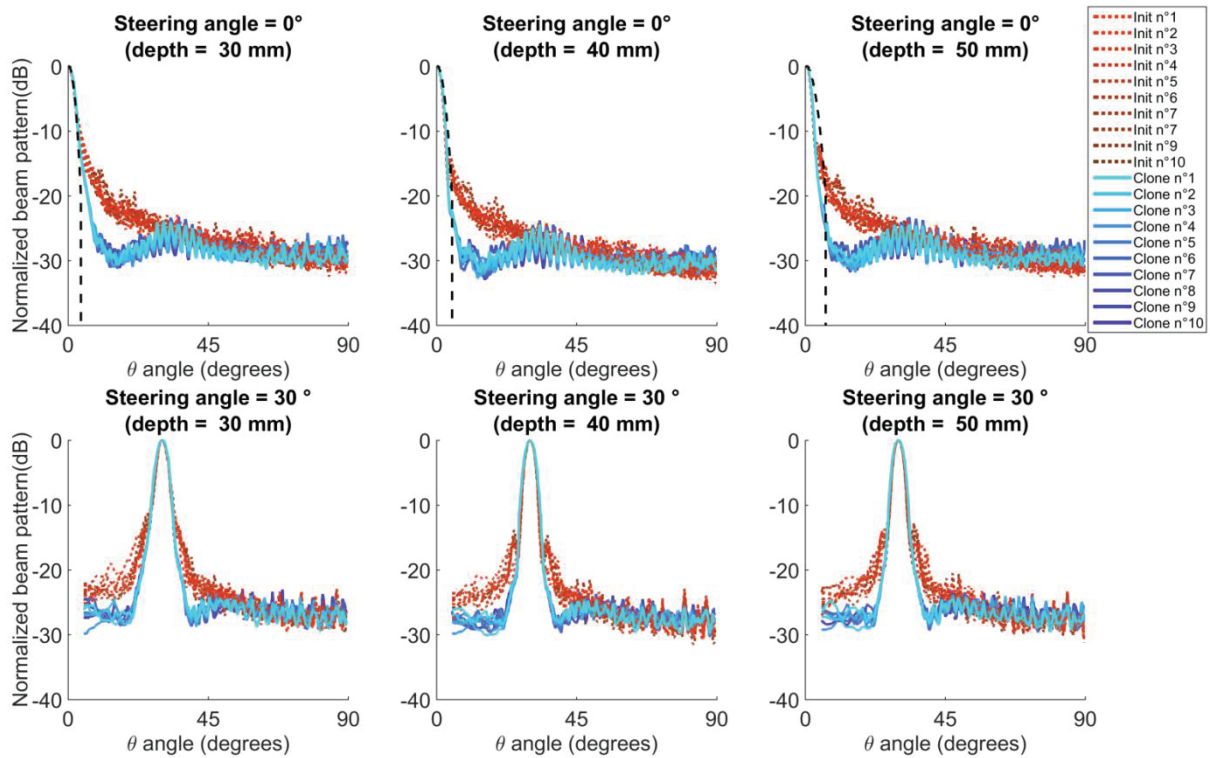 Steering angle = 0°
(depth = 30 mm)
Steering angle = 0°
(depth = 40 mm)
Steering angle = 0°
(depth = 50 mm)
Init n°1
Init n°2
Init n°3
Init n°4
Init n°5
Init n°6
Init n°7
Init n°7
Init n°9
Init n°10
Clone n°1
Clone n°2
Clone n°3
Clone n°4
Clone n°5
Clone n°6
Clone n°7
Clone n°8
Clone n°9
Clone n°10
Normalized beam pattern(dB)
0
-10
-20
-30
-40
0
45
90
θ angle (degrees)
0
-10
-20
-30
-40
0
45
90
θ angle (degrees)
0
-10
-20
-30
-40
0
45
90
θ angle (degrees)
Steering angle = 30 °
(depth = 30 mm)
Steering angle = 30 °
(depth = 40 mm)
Steering angle = 30 °
(depth = 50 mm)
Normalized beam pattern(dB)
0
-10
-20
-30
-40
0
45
90
θ angle (degrees)
0
-10
-20
-30
-40
0
45
90
θ angle (degrees)
0
-10
-20
-30
-40
0
45
90
θ angle (degrees)